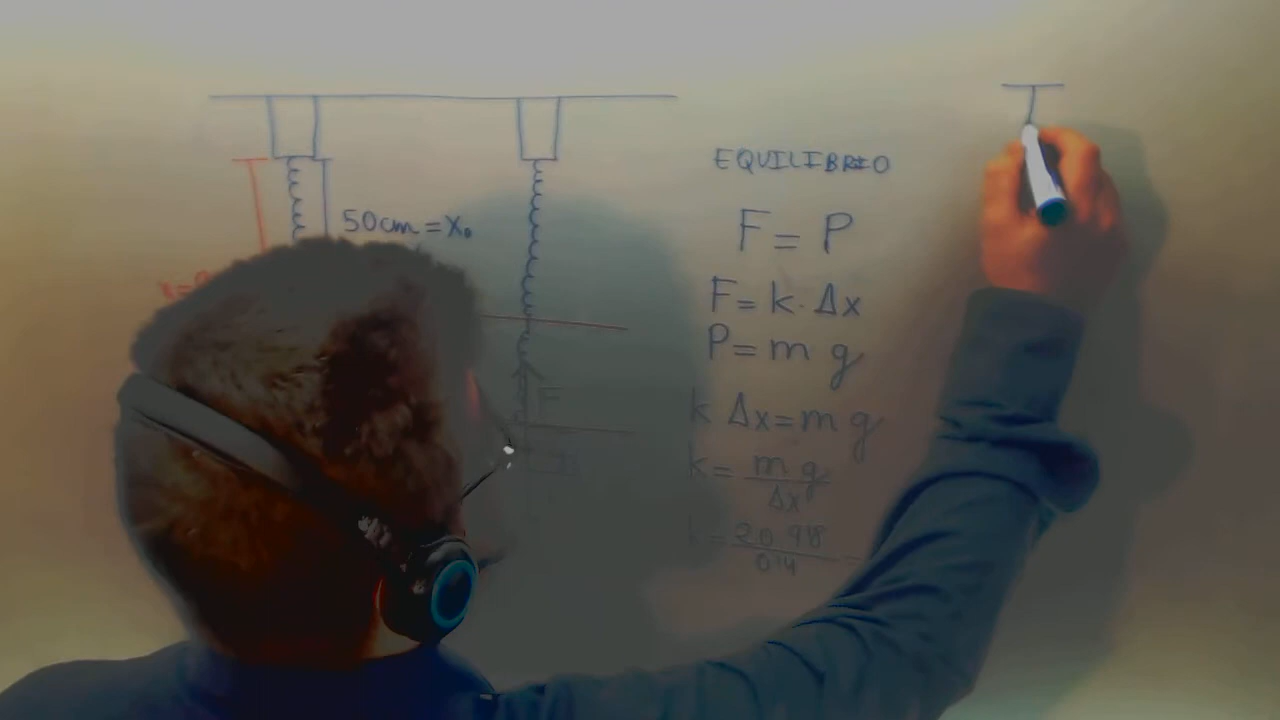 50cm = x₀
F
EQUILIBRIO
F = P
F = k · Δx
P = m g
k Δx = m g
k = m g / Δx